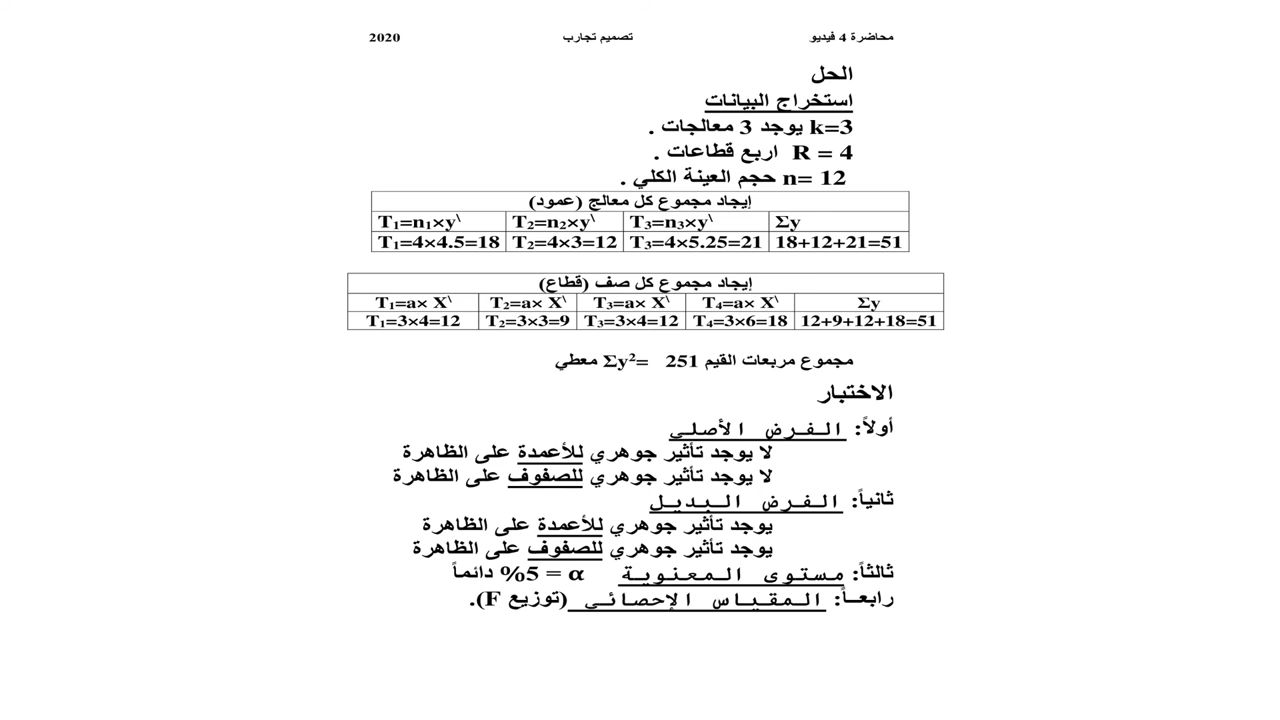 محاضرة 4 فيديو تصميم تجارب 2020
الحل
استخراج البيانات
k=3 يوجد 3 معالجات .
R = 4 اربع قطاعات .
n= 12 حجم العينة الكلي .
إيجاد مجموع كل معالج (عمود)
T₁=n₁×y\ T₂=n₂×y\ T₃=n₃×y\ Σy
T₁=4×4.5=18 T₂=4×3=12 T₃=4×5.25=21 18+12+21=51
إيجاد مجموع كل صف (قطاع)
T₁=a× X\ T₂=a× X\ T₃=a× X\ T₄=a× X\ Σy
T₁=3×4=12 T₂=3×3=9 T₃=3×4=12 T₄=3×6=18 12+9+12+18=51
مجموع مربعات القيم Σy²= 251 معطي
الاختبار
أولاً: الفرض الأصلي
لا يوجد تأثير جوهري للأعمدة على الظاهرة
لا يوجد تأثير جوهري للصفوف على الظاهرة
ثانياً: الفرض البديل
يوجد تأثير جوهري للأعمدة على الظاهرة
يوجد تأثير جوهري للصفوف على الظاهرة
ثالثاً: مستوى المعنوية α = 5% دائماً
رابعاً: المقياس الإحصائي (توزيع F).